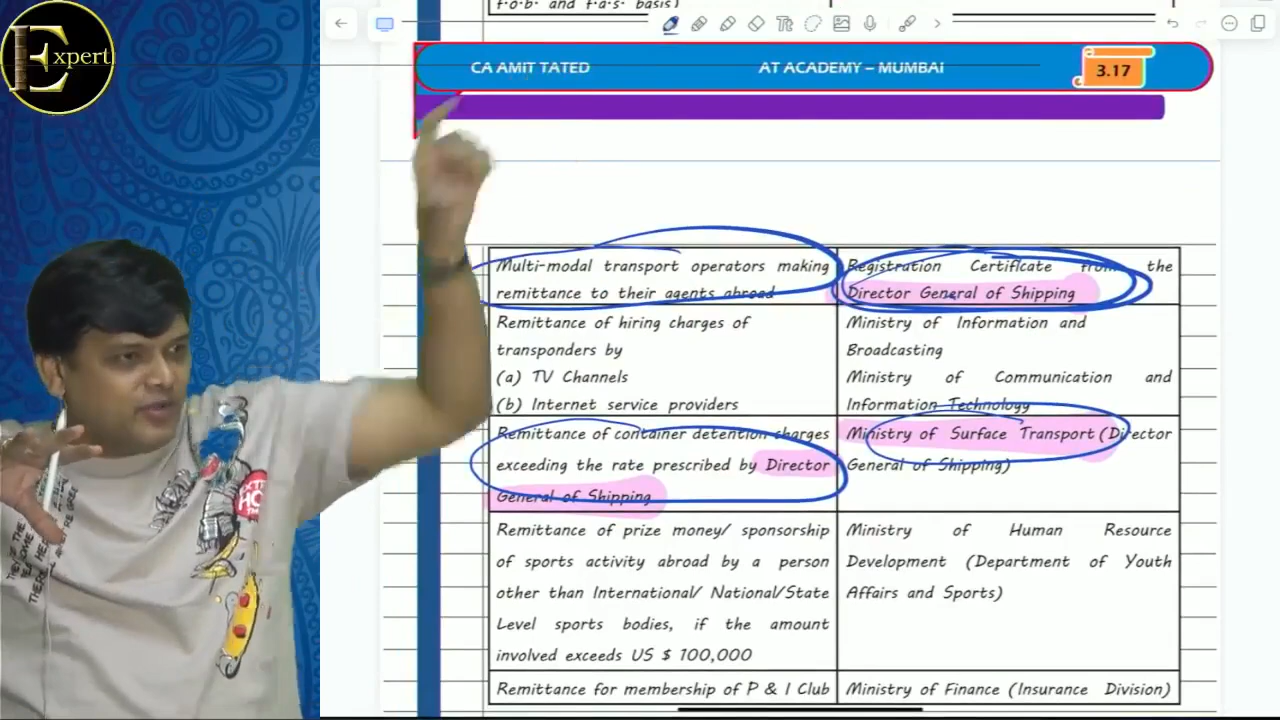 f.o.b. and f.a.s. basis)
Expert
CA AMIT TATED
AT ACADEMY – MUMBAI
3.17
Multi-modal transport operators making
remittance to their agents abroad
Registration Certificate from the
Director General of Shipping
Remittance of hiring charges of
transponders by
(a) TV Channels
(b) Internet service providers
Ministry of Information and
Broadcasting
Ministry of Communication and
Information Technology
Remittance of container detention charges
exceeding the rate prescribed by Director
General of Shipping
Ministry of Surface Transport (Director
General of Shipping)
Remittance of prize money/ sponsorship
of sports activity abroad by a person
other than International/ National/State
Level sports bodies, if the amount
involved exceeds US $ 100,000
Ministry of Human Resource
Development (Department of Youth
Affairs and Sports)
Remittance for membership of P & I Club
Ministry of Finance (Insurance Division)